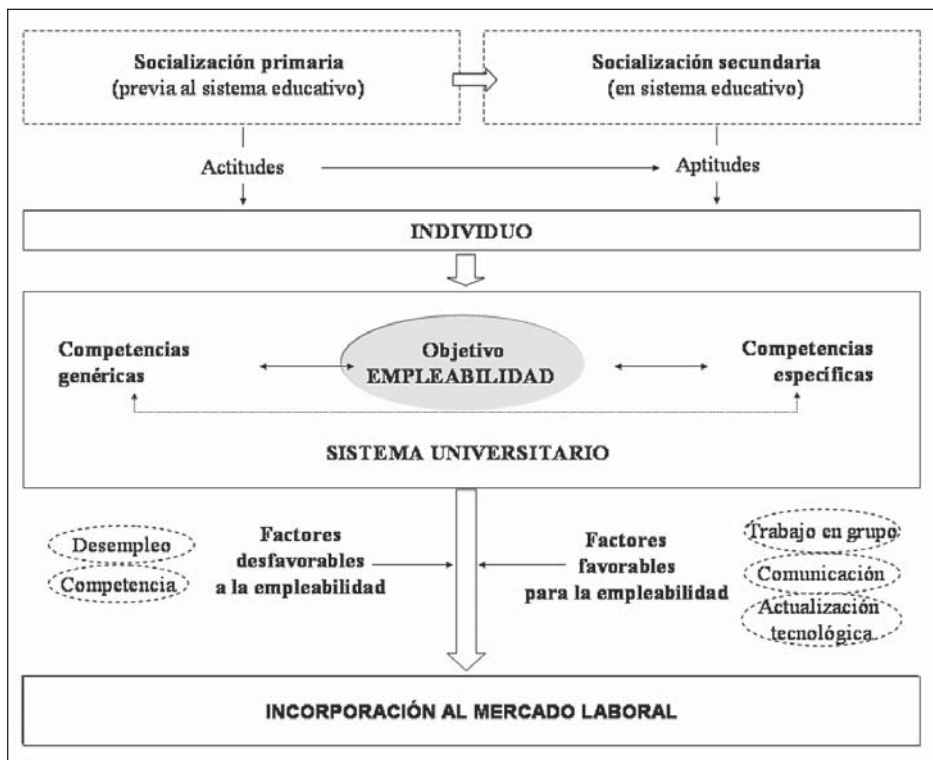 Socialización primaria
(previa al sistema educativo)
Socialización secundaria
(en sistema educativo)
Actitudes
Aptitudes
INDIVIDUO
Competencias
genéricas
Objetivo
EMPLEABILIDAD
Competencias
específicas
SISTEMA UNIVERSITARIO
Desempleo
Competencia
Factores
desfavorables
a la empleabilidad
Factores
favorables
para la empleabilidad
Trabajo en grupo
Comunicación
Actualización
tecnológica
INCORPORACIÓN AL MERCADO LABORAL